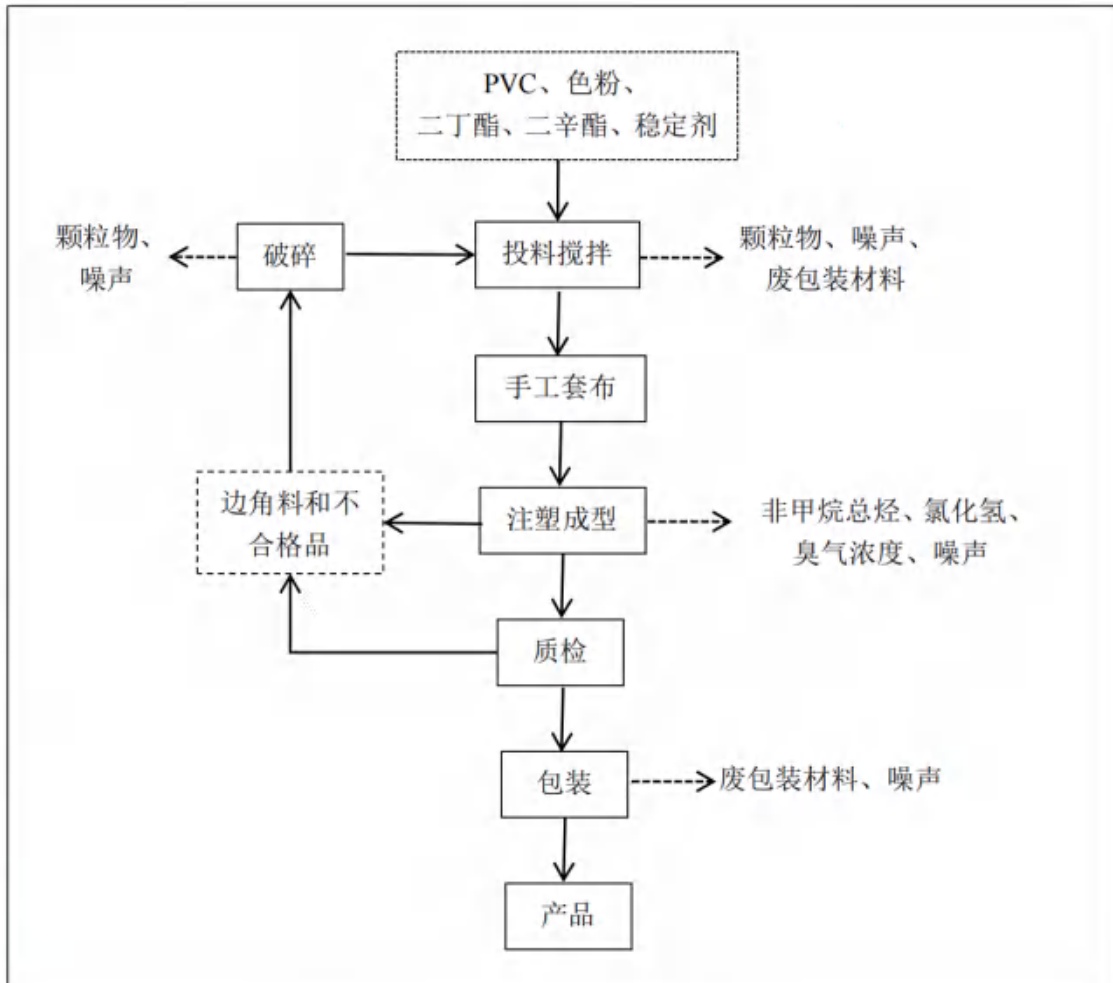 PVC、色粉、
二丁酯、二辛酯、稳定剂
颗粒物、
噪声
破碎
投料搅拌
颗粒物、噪声、
废包装材料
手工套布
边角料和不
合格品
注塑成型
非甲烷总烃、氯化氢、
臭气浓度、噪声
质检
包装
废包装材料、噪声
产品